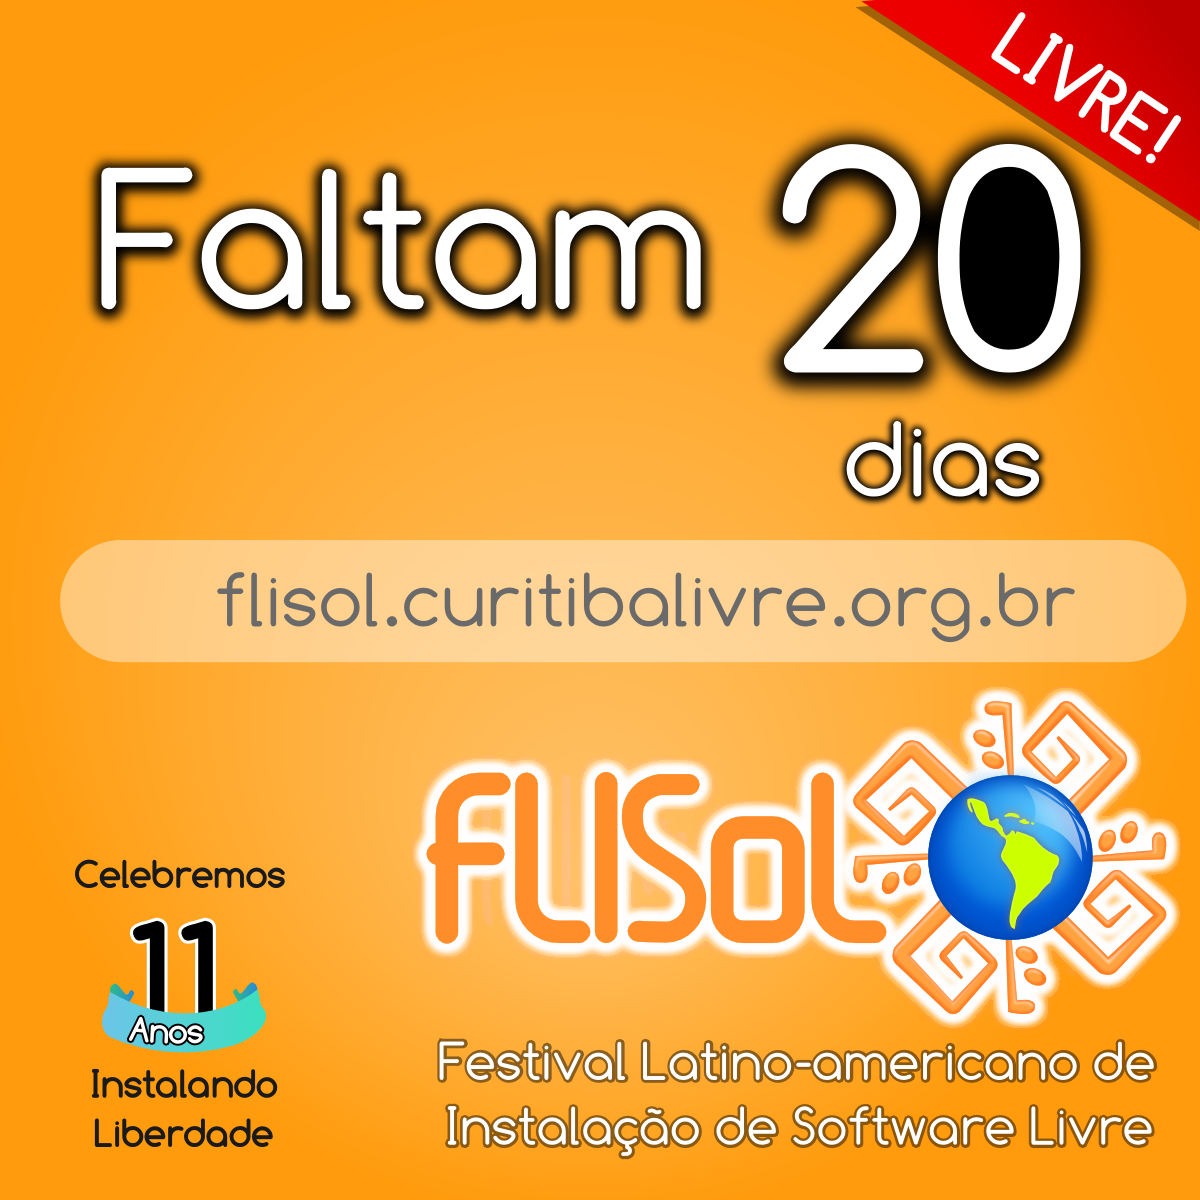 LIVRE!
Faltam 20
dias
flisol.curitibalivre.org.br
FLISol
Celebremos
11
Anos
Instalando
Liberdade
Festival Latino-americano de
Instalação de Software Livre